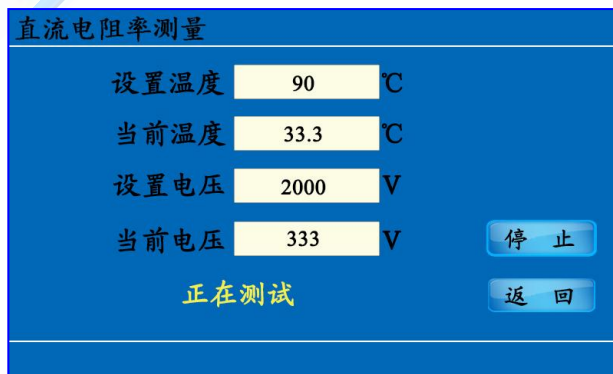 直流电阻率测量
设置温度 90 ℃
当前温度 33.3 ℃
设置电压 2000 V
当前电压 333 V
停 止
正在测试
返 回